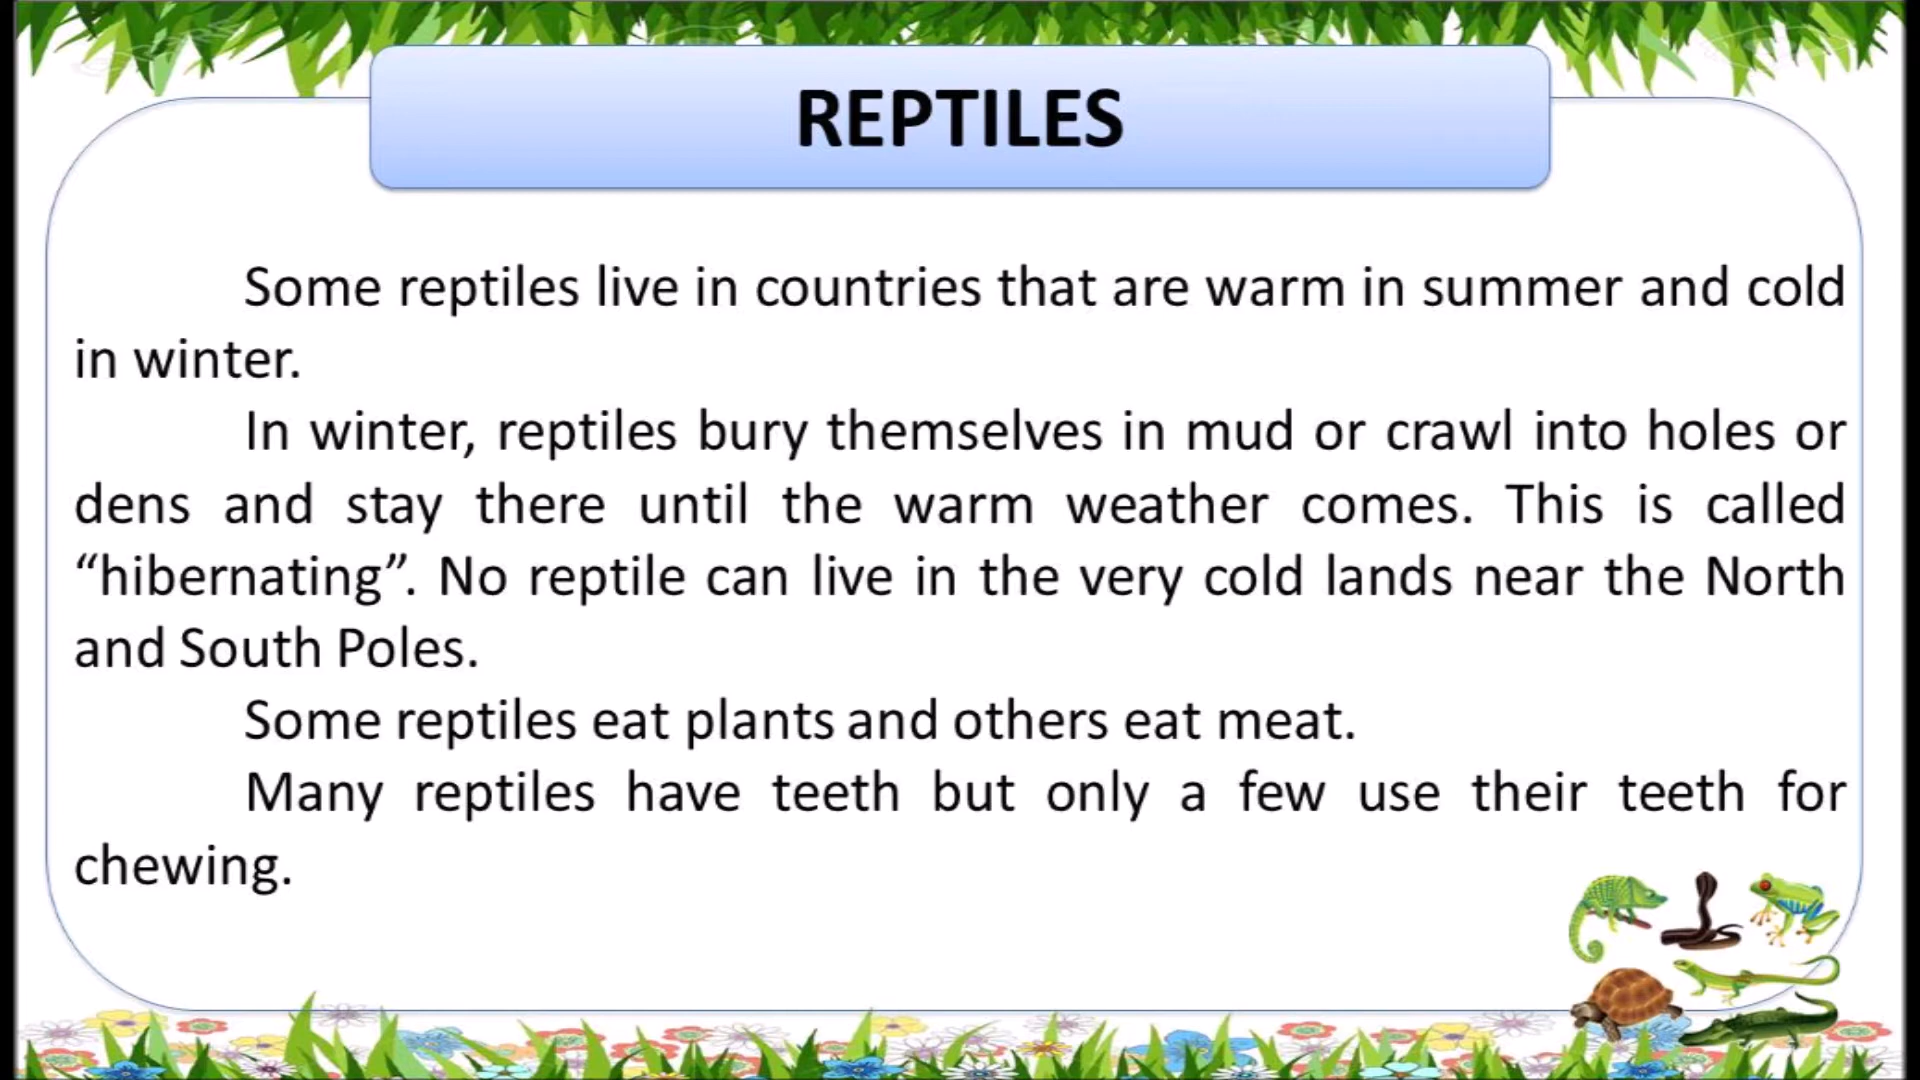 REPTILES
Some reptiles live in countries that are warm in summer and cold
in winter.
In winter, reptiles bury themselves in mud or crawl into holes or
dens and stay there until the warm weather comes. This is called
“hibernating”. No reptile can live in the very cold lands near the North
and South Poles.
Some reptiles eat plants and others eat meat.
Many reptiles have teeth but only a few use their teeth for
chewing.